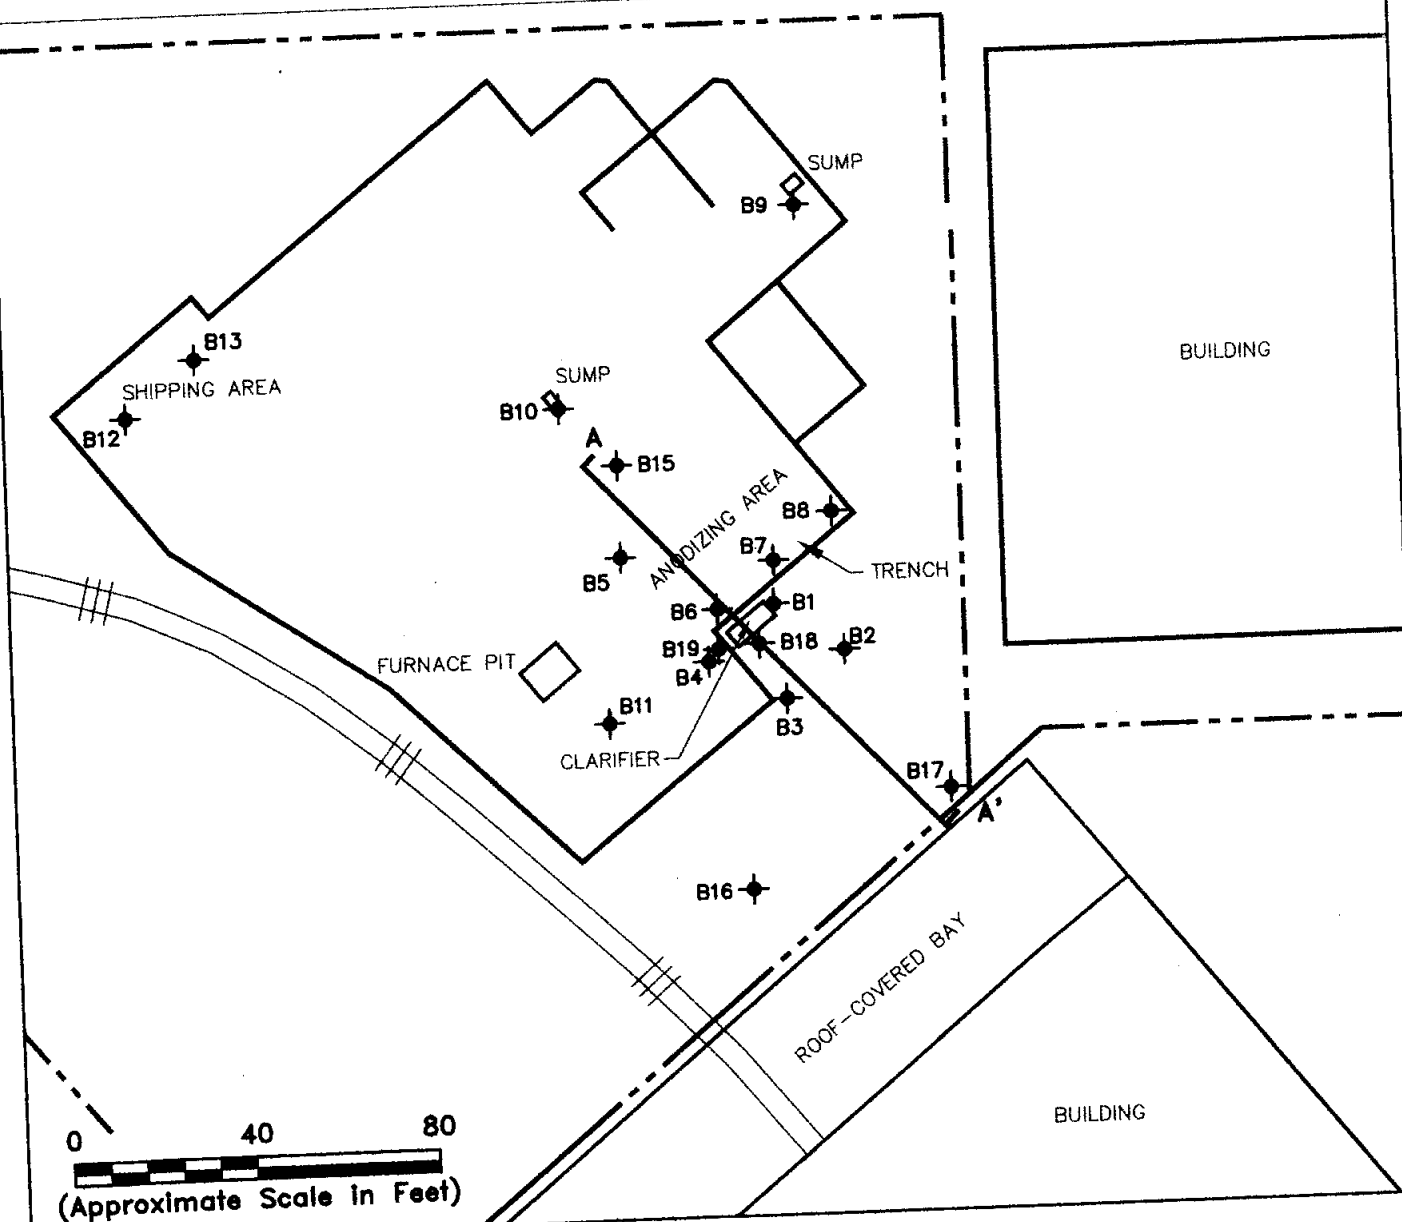 SUMP
B9
B13
SHIPPING AREA
B12
SUMP
B10
A
B15
BUILDING
ANODIZING AREA
B8
B7
TRENCH
B5
B6
B1
B18
B2
B19
B4
FURNACE PIT
B11
B3
CLARIFIER
B17
A'
B16
ROOF-COVERED BAY
BUILDING
0 40 80
(Approximate Scale in Feet)